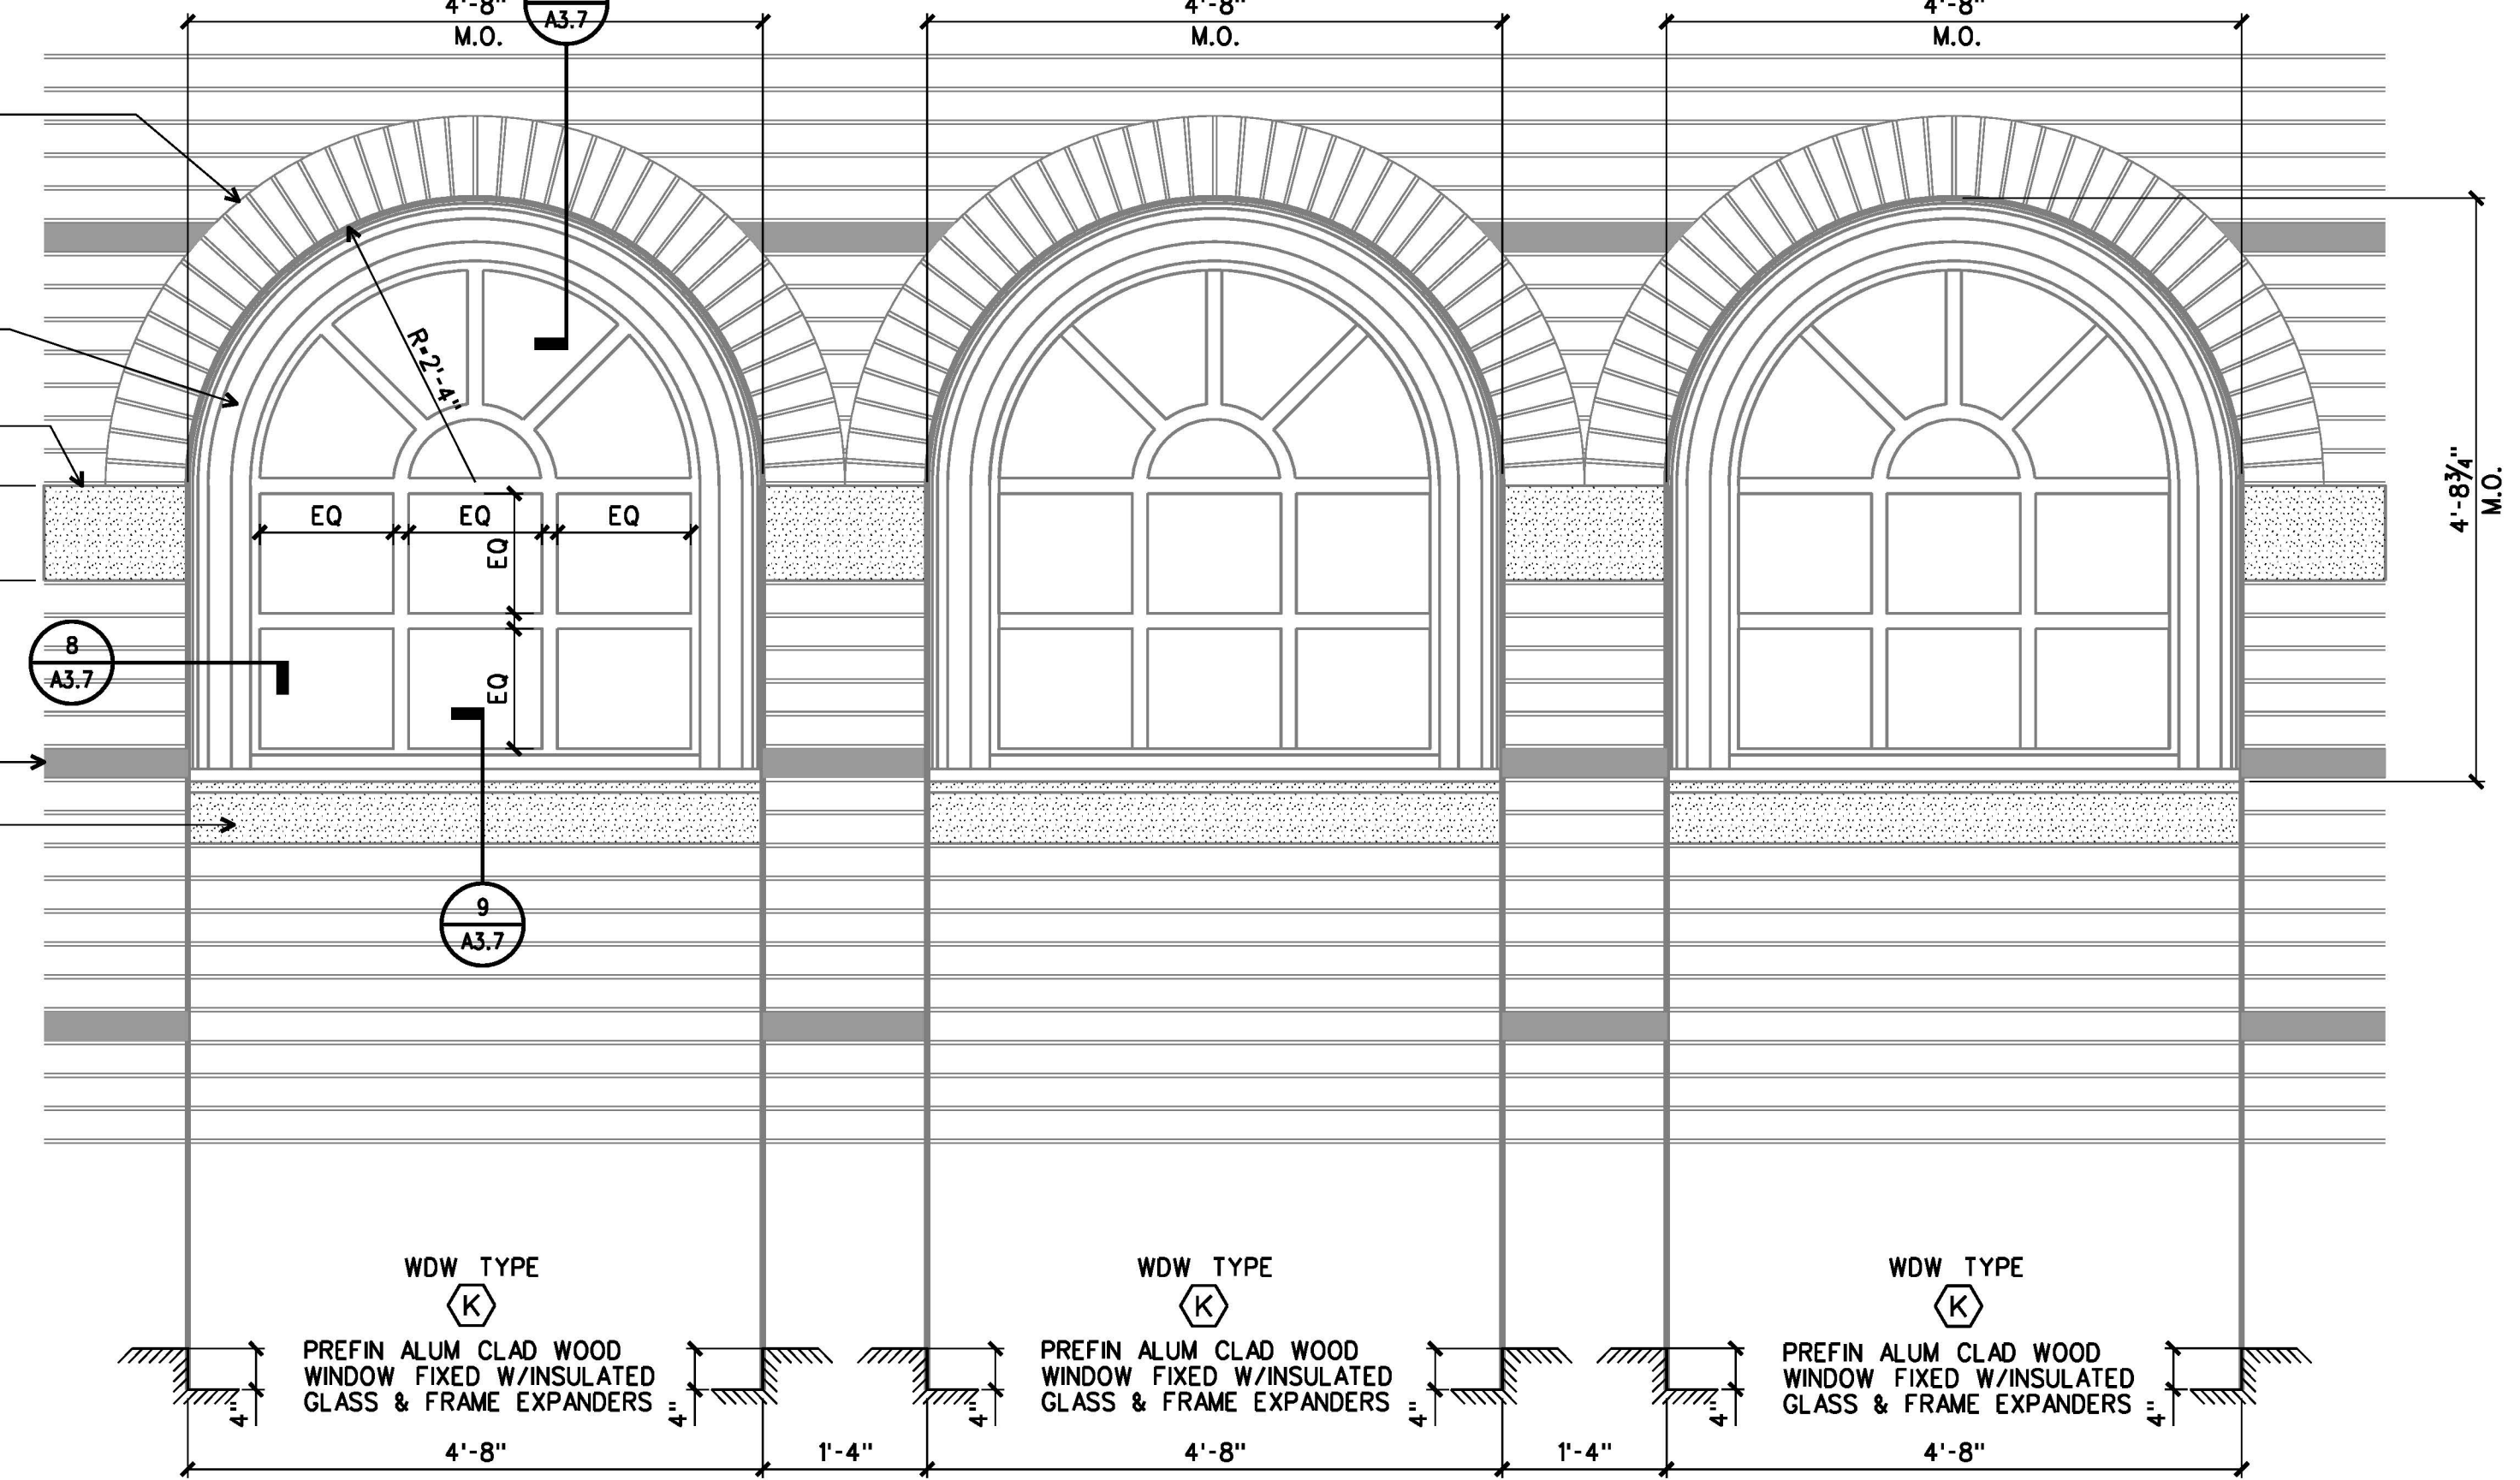 4'-8" 4'-8" 4'-8"
M.O. M.O. M.O.
A3.7
R=2'-4"
EQ EQ EQ
EQ
EQ
4'-8¾"
M.O.
8
A3.7
9
A3.7
WDW TYPE
K
PREFIN ALUM CLAD WOOD
WINDOW FIXED W/INSULATED
GLASS & FRAME EXPANDERS
WDW TYPE
K
PREFIN ALUM CLAD WOOD
WINDOW FIXED W/INSULATED
GLASS & FRAME EXPANDERS
WDW TYPE
K
PREFIN ALUM CLAD WOOD
WINDOW FIXED W/INSULATED
GLASS & FRAME EXPANDERS
4" 4" 4" 4" 4" 4"
4'-8" 1'-4" 4'-8" 1'-4" 4'-8"